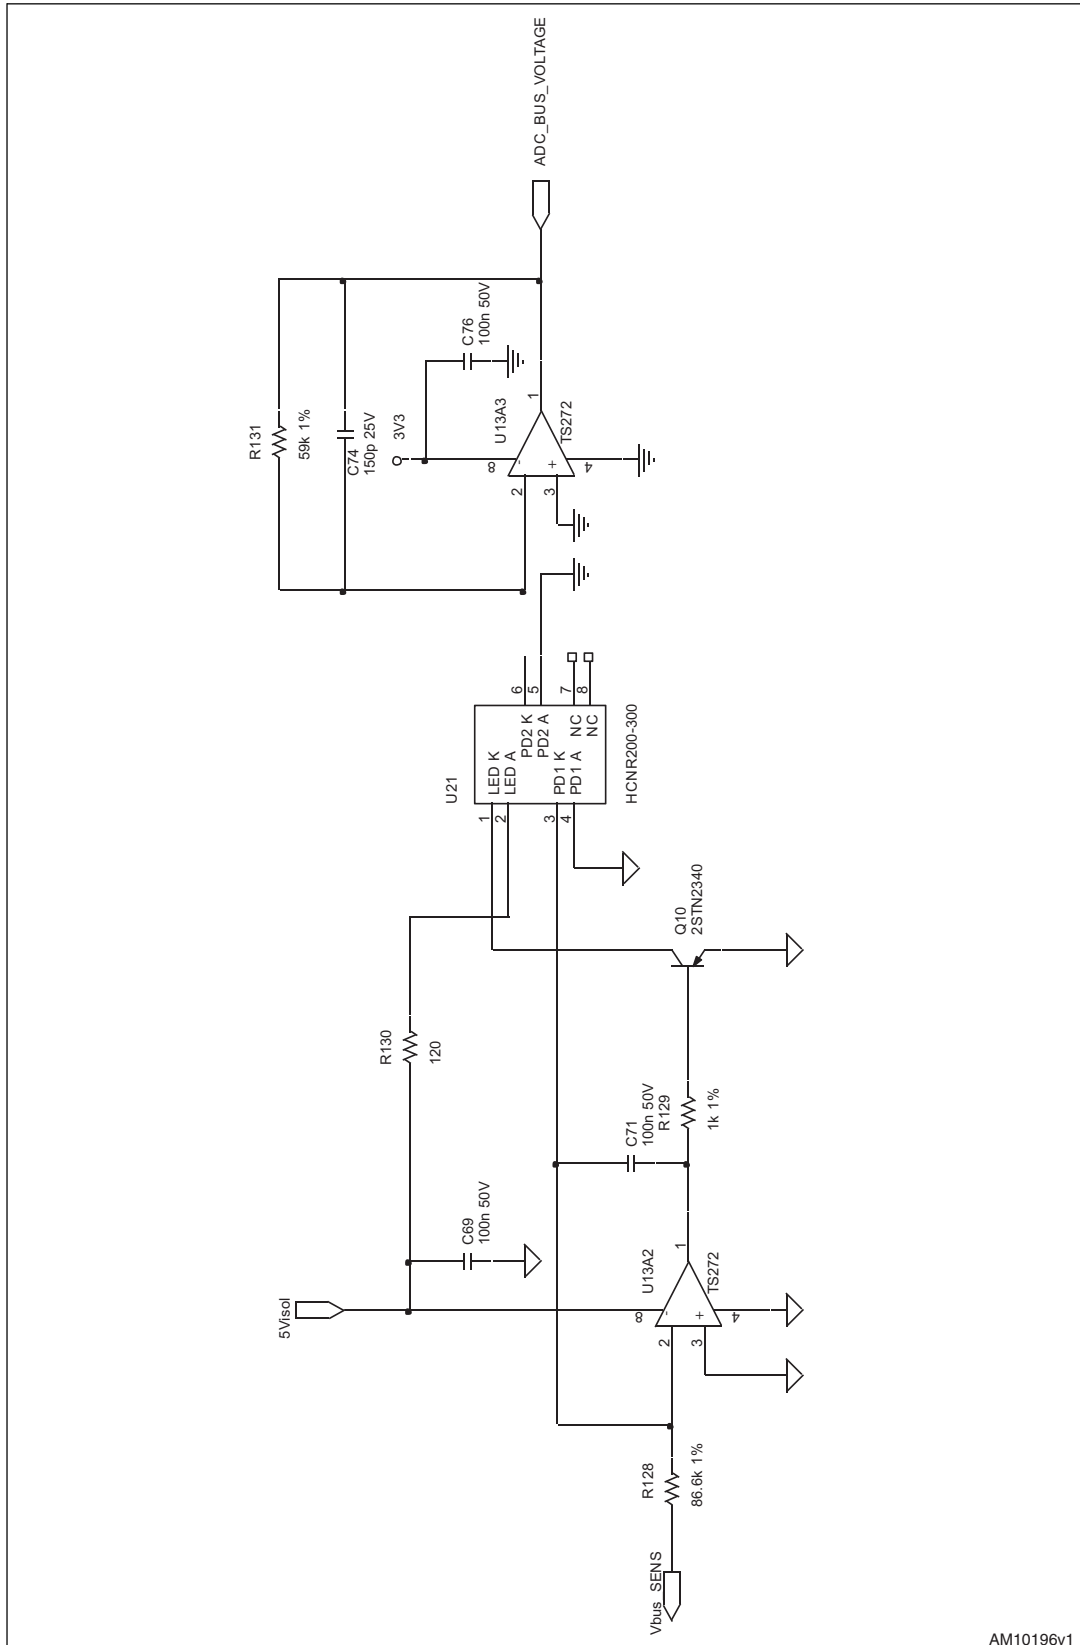 ADC_BUS_VOLTAGE
R131
59k 1%
C74
150p 25V
3V3
C76
100n 50V
U13A3
TS272
8
-
+
4
2
3
1
U21
LED K
LED A
PD2 K
PD2 A
PD1 K
PD1 A
NC
NC
1
2
3
4
6
5
7
8
HCNR200-300
Q10
2STN2340
R130
120
C71
100n 50V
R129
1k 1%
C69
100n 50V
5Visol
U13A2
TS272
8
-
+
4
2
3
1
R128
86.6k 1%
Vbus_SENS
AM10196v1